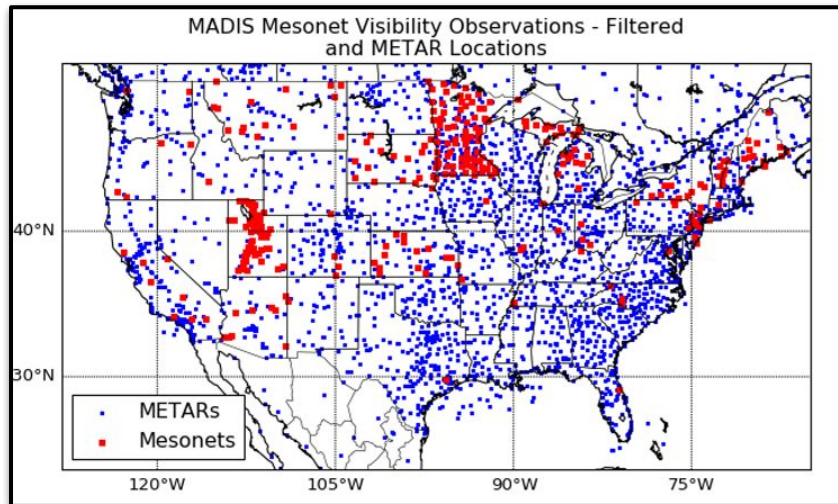 MADIS Mesonet Visibility Observations - Filtered
and METAR Locations
40°N
30°N
METARs
Mesonets
120°W
105°W
90°W
75°W